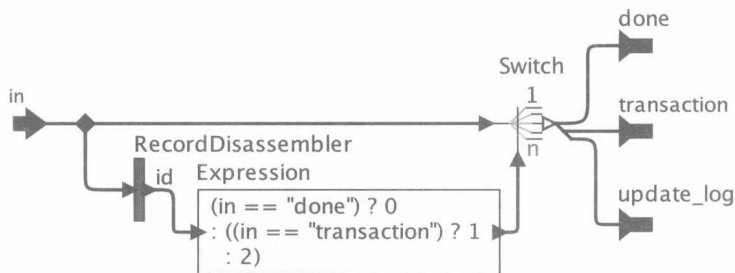 done
Switch
in
1
transaction
n
RecordDisassembler
id
Expression
(in == "done") ? 0
: ((in == "transaction") ? 1
: 2)
update_log